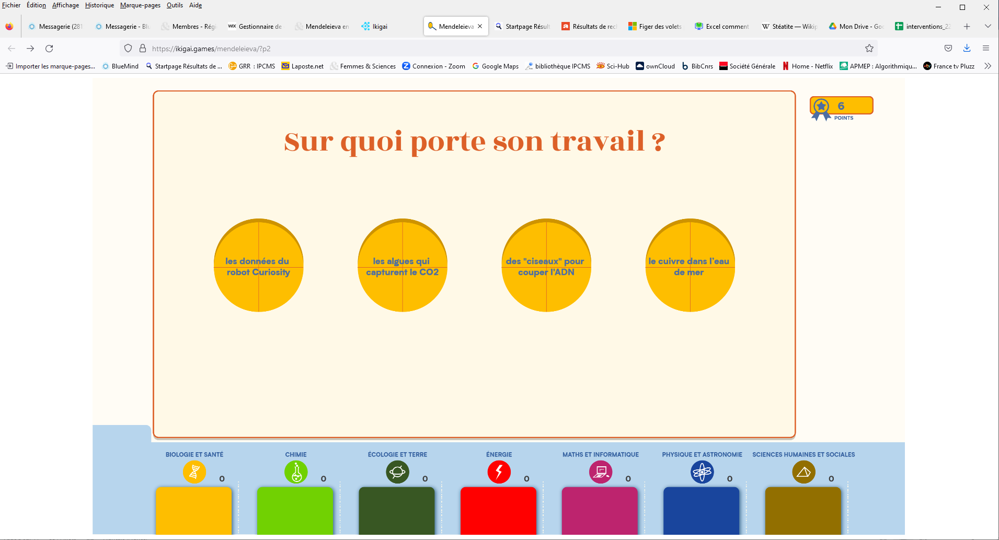 Fichier Édition Affichage Historique Marque-pages Outils Aide
Messagerie (281 Messagerie - Blu Membres - Régi WIX Gestionnaire de Mendeleieva en Ikigai Mendeleieva Startpage Résult Résultats de rech Figer des volets Excel comment W Stéatite — Wikip Mon Drive - Goo interventions_22
https://ikigai.games/mendeleieva/?p2
Importer les marque-pages... BlueMind Startpage Résultats de ... GRR : IPCMS Laposte.net Femmes & Sciences Connexion - Zoom Google Maps bibliothèque IPCMS Sci-Hub ownCloud BibCnrs Société Générale Home - Netflix APMEP : Algorithmiqu... France tv Pluzz
6
POINTS
Sur quoi porte son travail ?
les données du
robot Curiosity
les algues qui
capturent le CO2
des "ciseaux" pour
couper l'ADN
le cuivre dans l’eau
de mer
BIOLOGIE ET SANTÉ CHIMIE ÉCOLOGIE ET TERRE ÉNERGIE MATHS ET INFORMATIQUE PHYSIQUE ET ASTRONOMIE SCIENCES HUMAINES ET SOCIALES
0 0 0 0 0 0 0